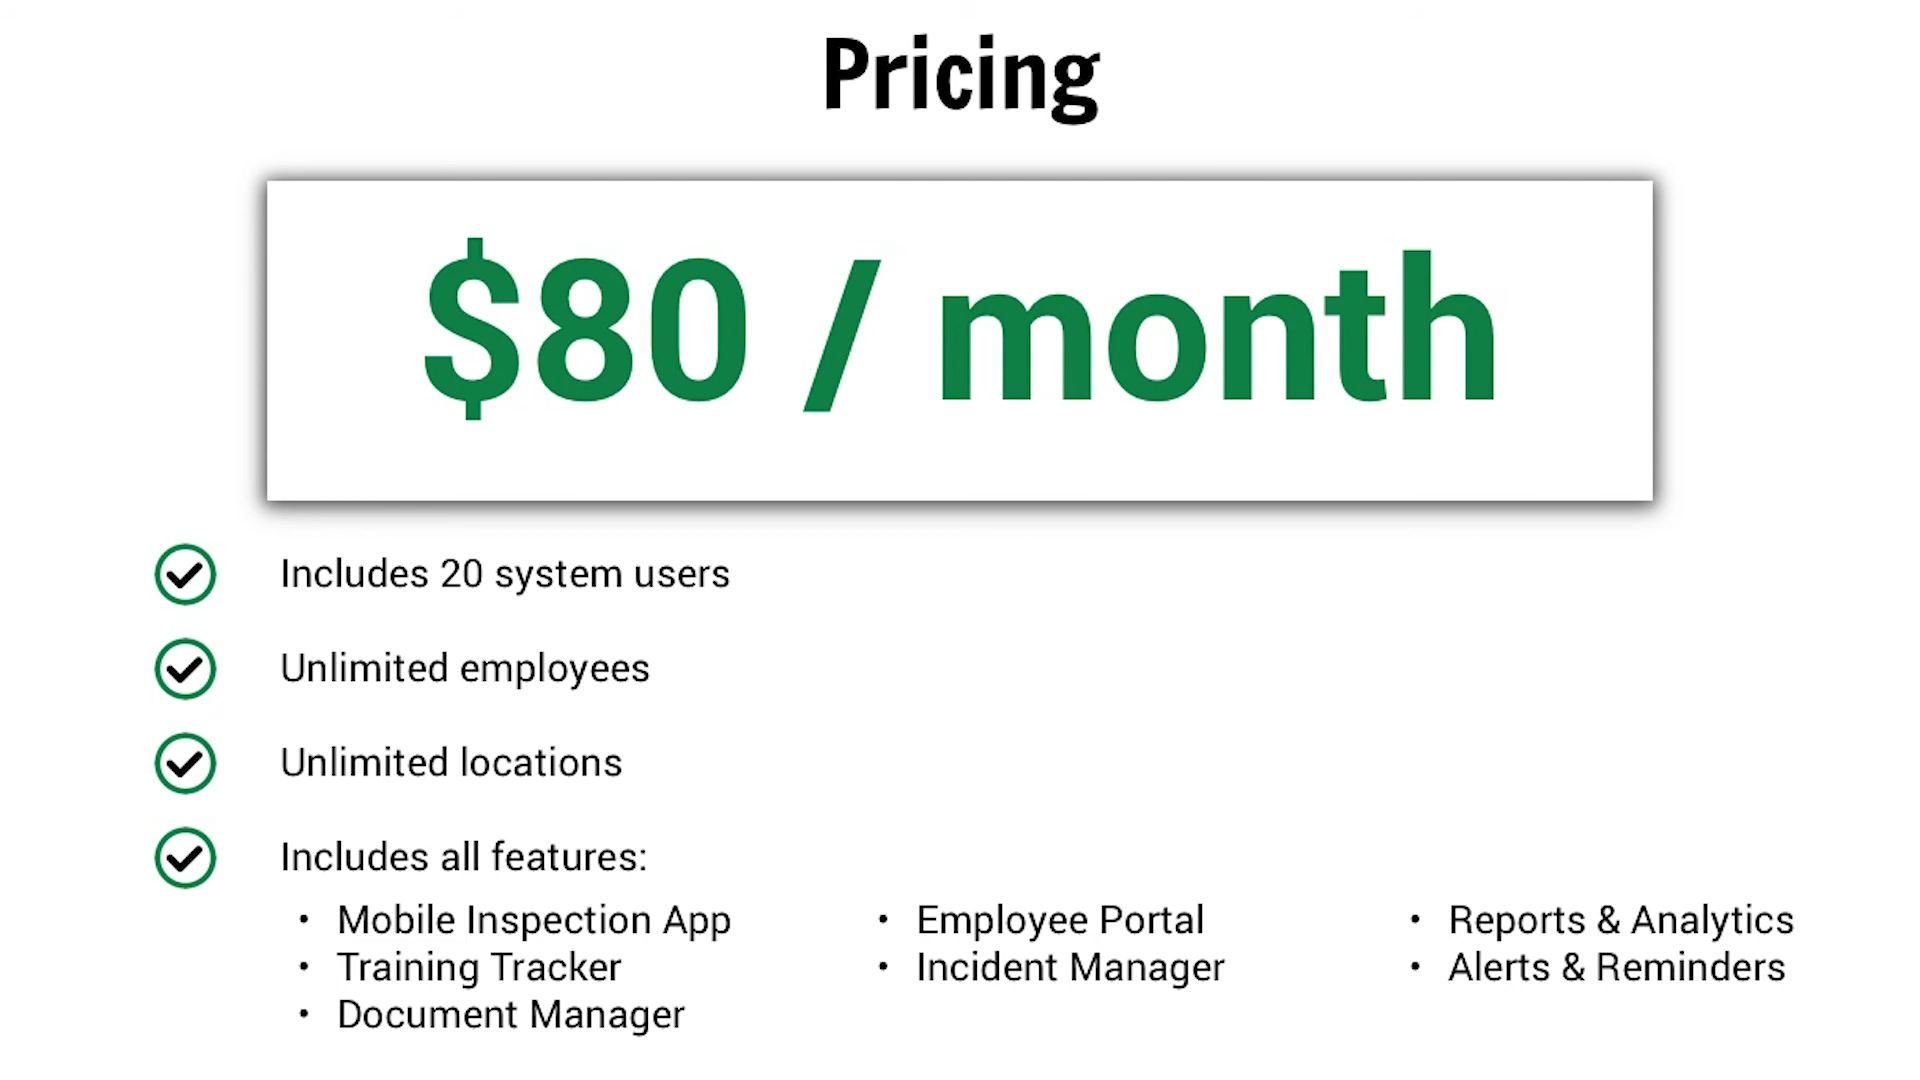 Pricing
$80 / month
Includes 20 system users
Unlimited employees
Unlimited locations
Includes all features:
• Mobile Inspection App
• Training Tracker
• Document Manager
• Employee Portal
• Incident Manager
• Reports & Analytics
• Alerts & Reminders